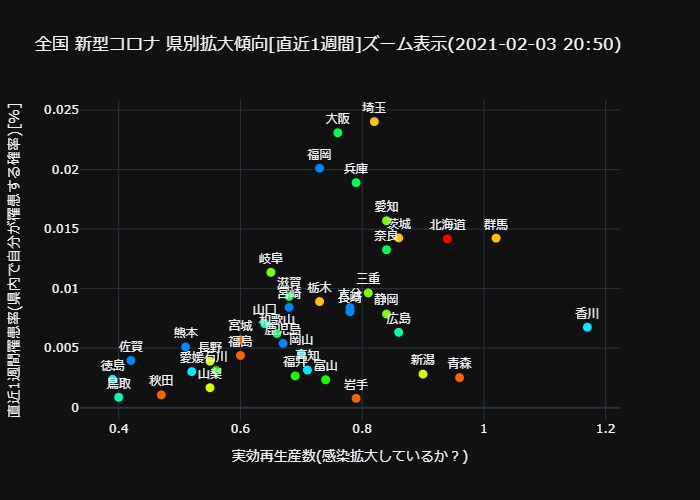 全国 新型コロナ 県別拡大傾向[直近1週間]ズーム表示(2021-02-03 20:50)
直近1週間罹患率(県内で自分が罹患する確率)[%]
0.025
0.02
0.015
0.01
0.005
0
埼玉
大阪
福岡
兵庫
愛知
茨城
北海道
群馬
奈良
岐阜
三重
滋賀
宮崎
栃木
大分
長崎
静岡
山口
和歌山
広島
香川
鹿児島
宮城
熊本
福島
岡山
長野
佐賀
愛媛
石川
高知
福井
富山
新潟
青森
徳島
山梨
秋田
鳥取
岩手
0.4
0.6
0.8
1
1.2
実効再生産数(感染拡大しているか？)